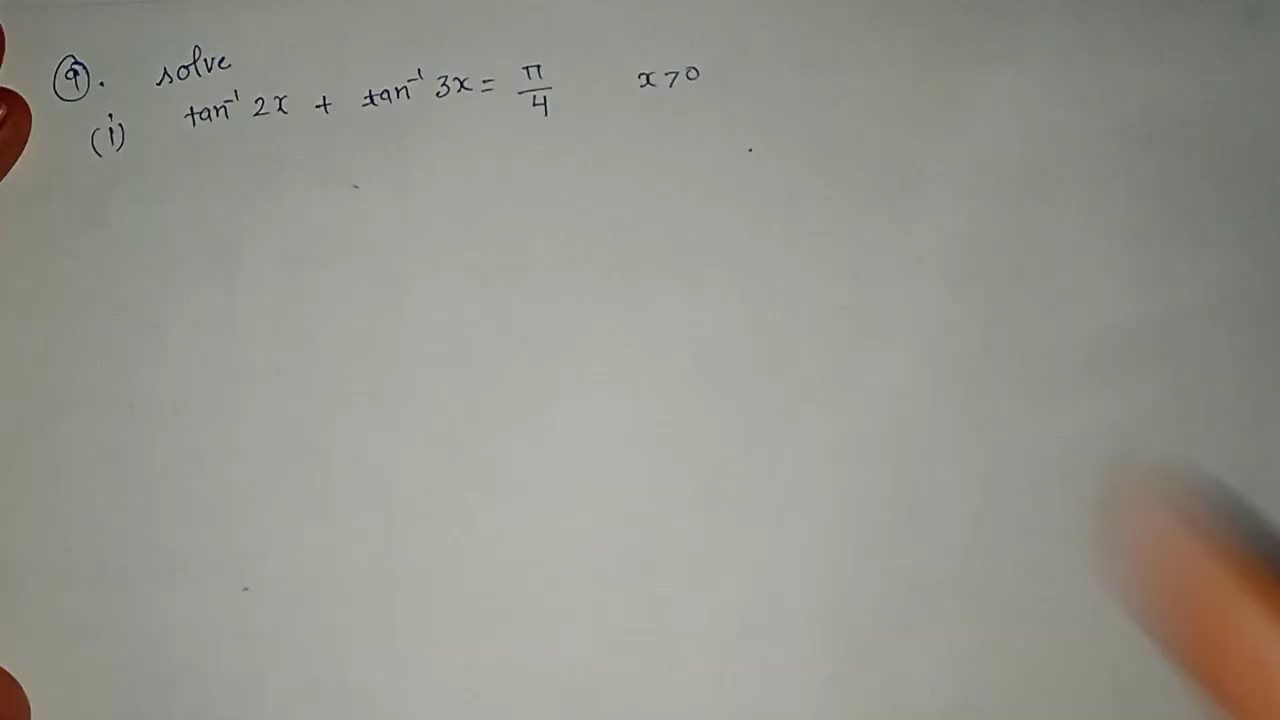 9. solve
(i) tan⁻¹ 2x + tan⁻¹ 3x = π/4 x>0